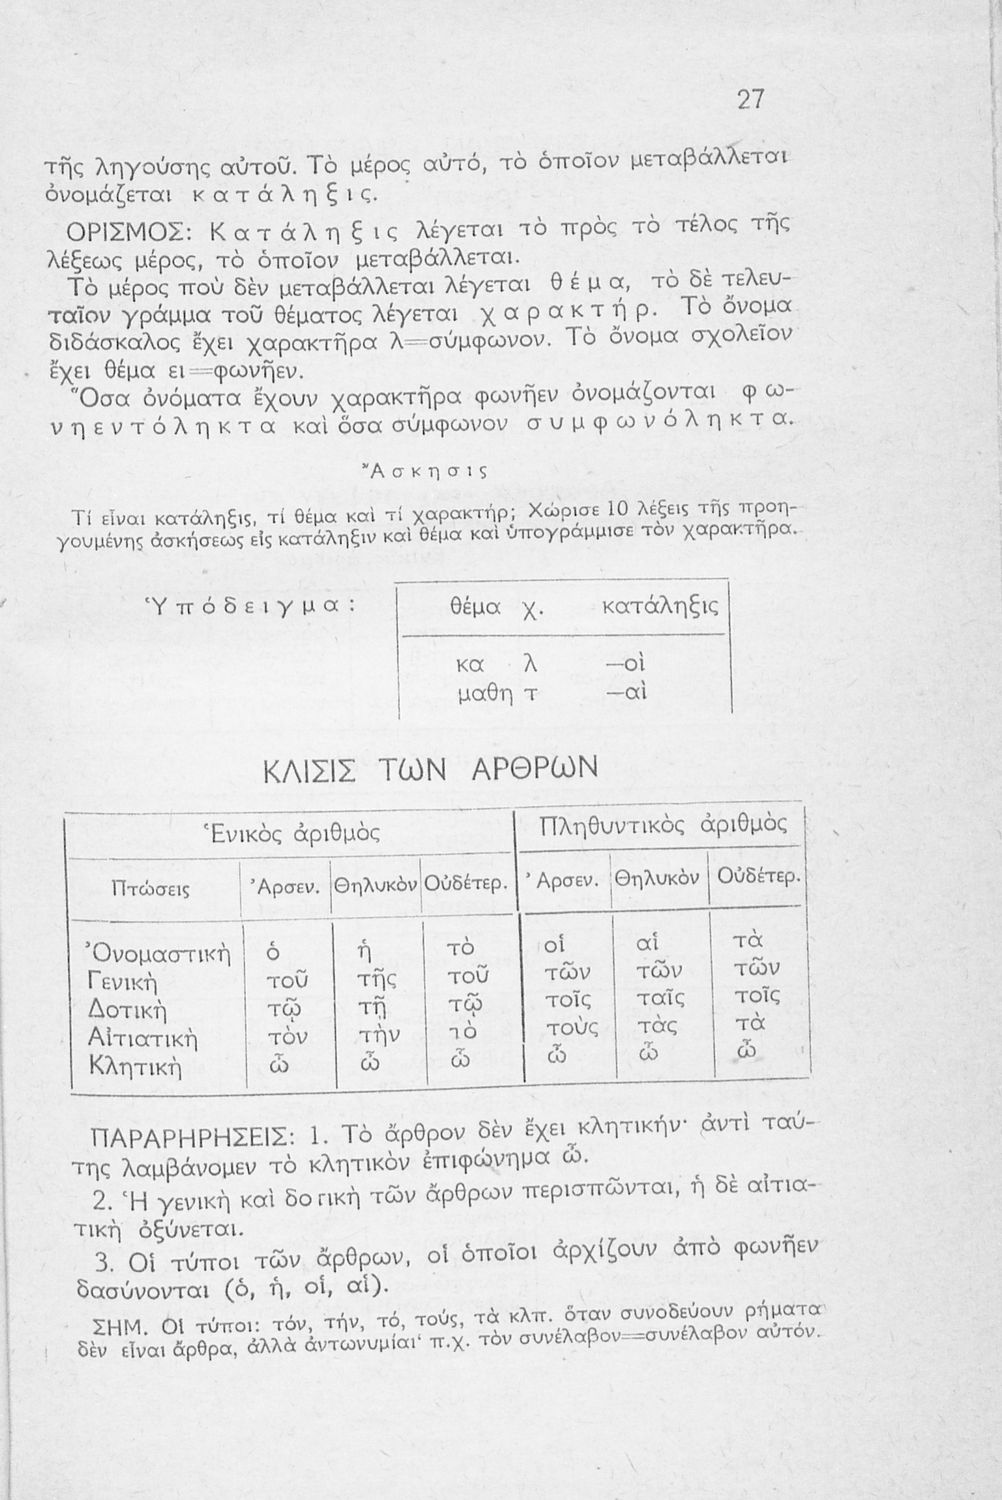 27
τῆς ληγούσης αὐτοῦ. Τὸ μέρος αὐτό, τὸ ὁποῖον μεταβάλλεται
ὀνομάζεται κ α τ ά λ η ξ ι ς.
ΟΡΙΣΜΟΣ: Κ α τ ά λ η ξ ι ς λέγεται τὸ πρὸς τὸ τέλος τῆς
λέξεως μέρος, τὸ ὁποῖον μεταβάλλεται.
Τὸ μέρος ποὺ δὲν μεταβάλλεται λέγεται θ έ μ α, τὸ δὲ τελευ-
ταῖον γράμμα τοῦ θέματος λέγεται χ α ρ α κ τ ή ρ. Τὸ ὄνομα
διδάσκαλος ἔχει χαρακτῆρα λ=σύμφωνον. Τὸ ὄνομα σχολεῖον
ἔχει θέμα ει=φωνῆεν.
Ὅσα ὀνόματα ἔχουν χαρακτῆρα φωνῆεν ὀνομάζονται φ ω-
ν η ε ν τ ό λ η κ τ α καὶ ὅσα σύμφωνον σ υ μ φ ω ν ό λ η κ τ α.
Ἄ σ κ η σ ι ς
Τί εἶναι κατάληξις, τί θέμα καὶ τί χαρακτήρ; Χώρισε 10 λέξεις τῆς προη-
γουμένης ἀσκήσεως εἰς κατάληξιν καὶ θέμα καὶ ὑπογράμμισε τὸν χαρακτῆρα.
Ὑ π ό δ ε ι γ μ α : θέμα χ. κατάληξις
κα λ —οὶ
μαθη τ —αὶ
ΚΛΙΣΙΣ ΤΩΝ ΑΡΘΡΩΝ
Ἑνικὸς ἀριθμὸς Πληθυντικὸς ἀριθμὸς
Πτώσεις Ἀρσεν. Θηλυκὸν Οὐδέτερ. Ἀρσεν. Θηλυκὸν Οὐδέτερ.
Ὀνομαστικὴ ὁ ἡ τὸ οἱ αἱ τὰ
Γενικὴ τοῦ τῆς τοῦ τῶν τῶν τῶν
Δοτικὴ τῷ τῇ τῷ τοῖς ταῖς τοῖς
Αἰτιατικὴ τὸν τὴν τὸ τοὺς τὰς τὰ
Κλητικὴ ὦ ὦ ὦ ὦ ὦ ὦ
ΠΑΡΑΡΗΡΗΣΕΙΣ: 1. Τὸ ἄρθρον δὲν ἔχει κλητικήν· ἀντὶ ταύ-
της λαμβάνομεν τὸ κλητικὸν ἐπιφώνημα ὦ.
2. Ἡ γενικὴ καὶ δοτικὴ τῶν ἄρθρων περισπῶνται, ἡ δὲ αἰτια-
τικὴ ὀξύνεται.
3. Οἱ τύποι τῶν ἄρθρων, οἱ ὁποῖοι ἀρχίζουν ἀπὸ φωνῆεν
δασύνονται (ὁ, ἡ, οἱ, αἱ).
ΣΗΜ. Οἱ τύποι: τόν, τήν, τό, τούς, τὰ κλπ. ὅταν συνοδεύουν ρήματα
δὲν εἶναι ἄρθρα, ἀλλὰ ἀντωνυμίαι· π.χ. τὸν συνέλαβον=συνέλαβον αὐτόν.